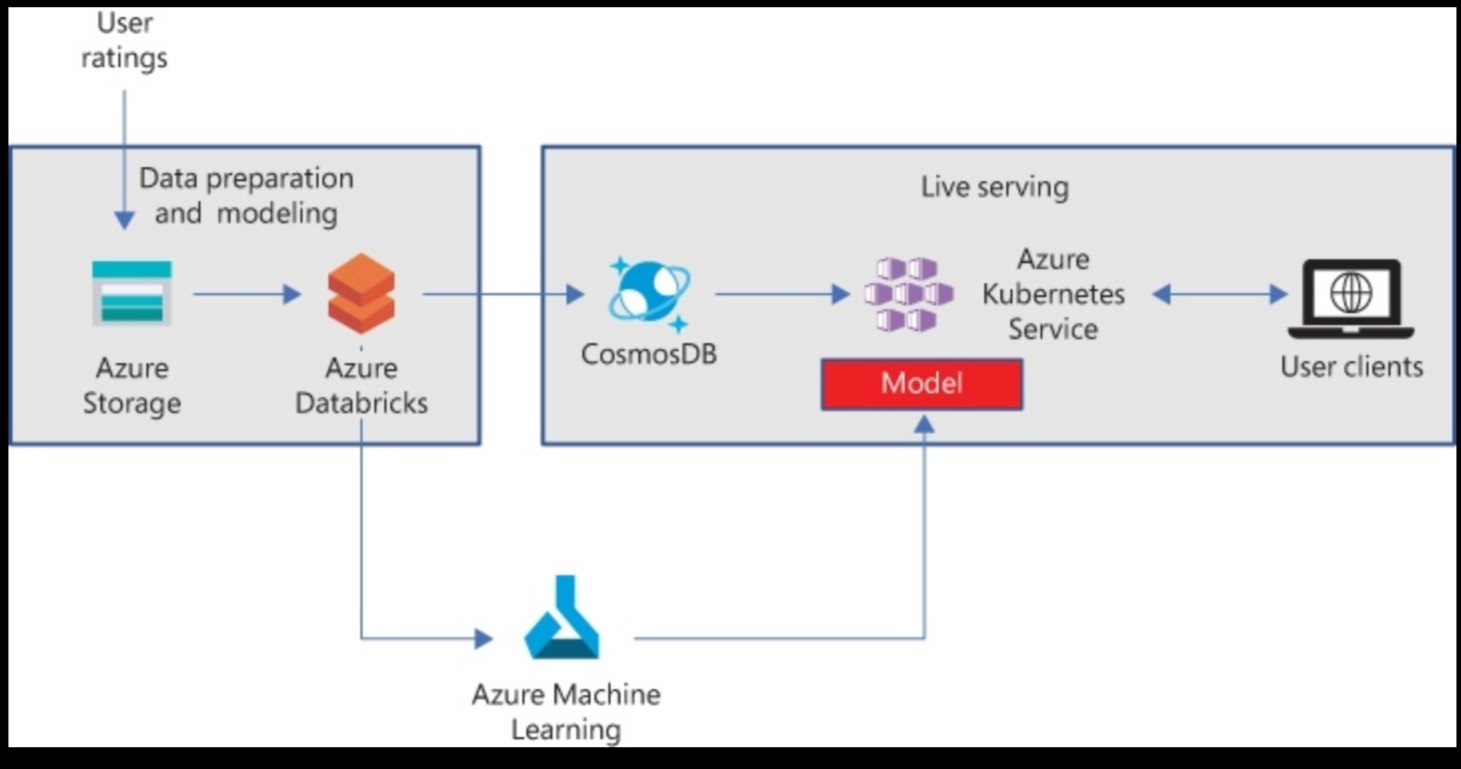 User
ratings
Data preparation
and modeling
Live serving
Azure
Storage
Azure
Databricks
CosmosDB
Azure
Kubernetes
Service
Model
User clients
Azure Machine
Learning